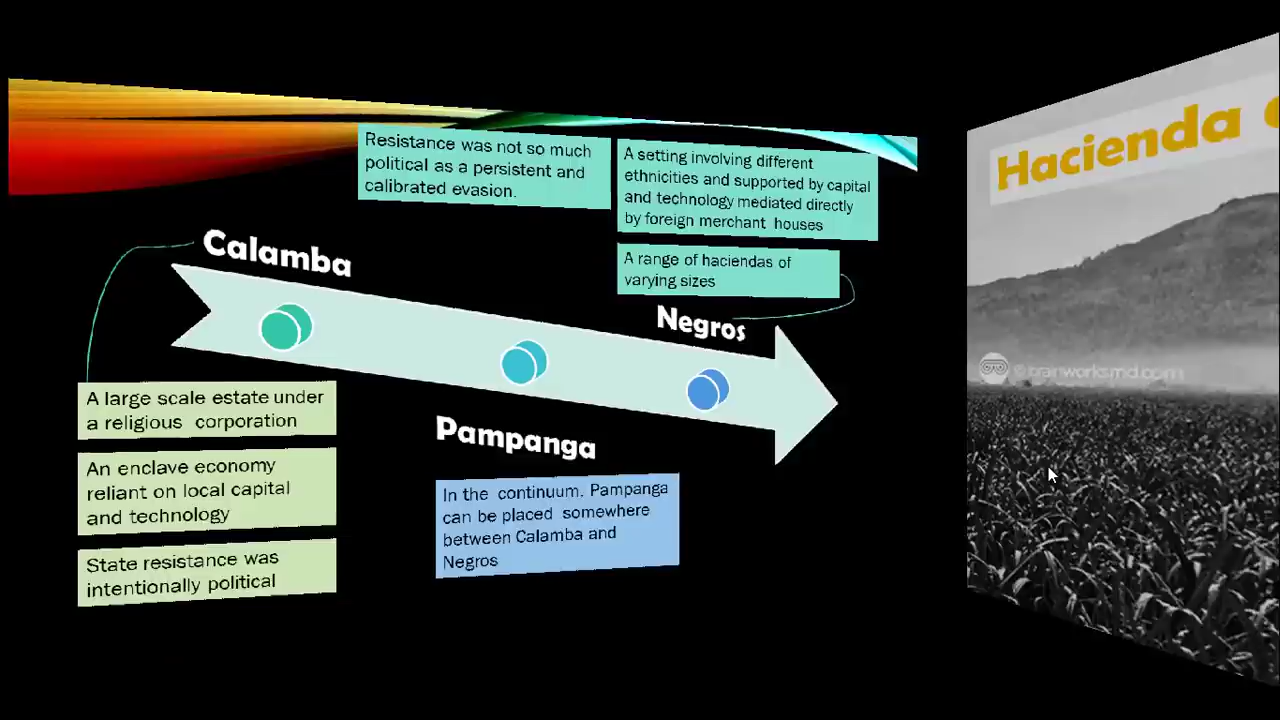 Resistance was not so much
political as a persistent and
calibrated evasion.
A setting involving different
ethnicities and supported by capital
and technology mediated directly
by foreign merchant houses
A range of haciendas of
varying sizes
Calamba
Negros
Pampanga
A large scale estate under
a religious corporation
An enclave economy
reliant on local capital
and technology
State resistance was
intentionally political
In the continuum. Pampanga
can be placed somewhere
between Calamba and
Negros
Hacienda
©brainworksmd.com